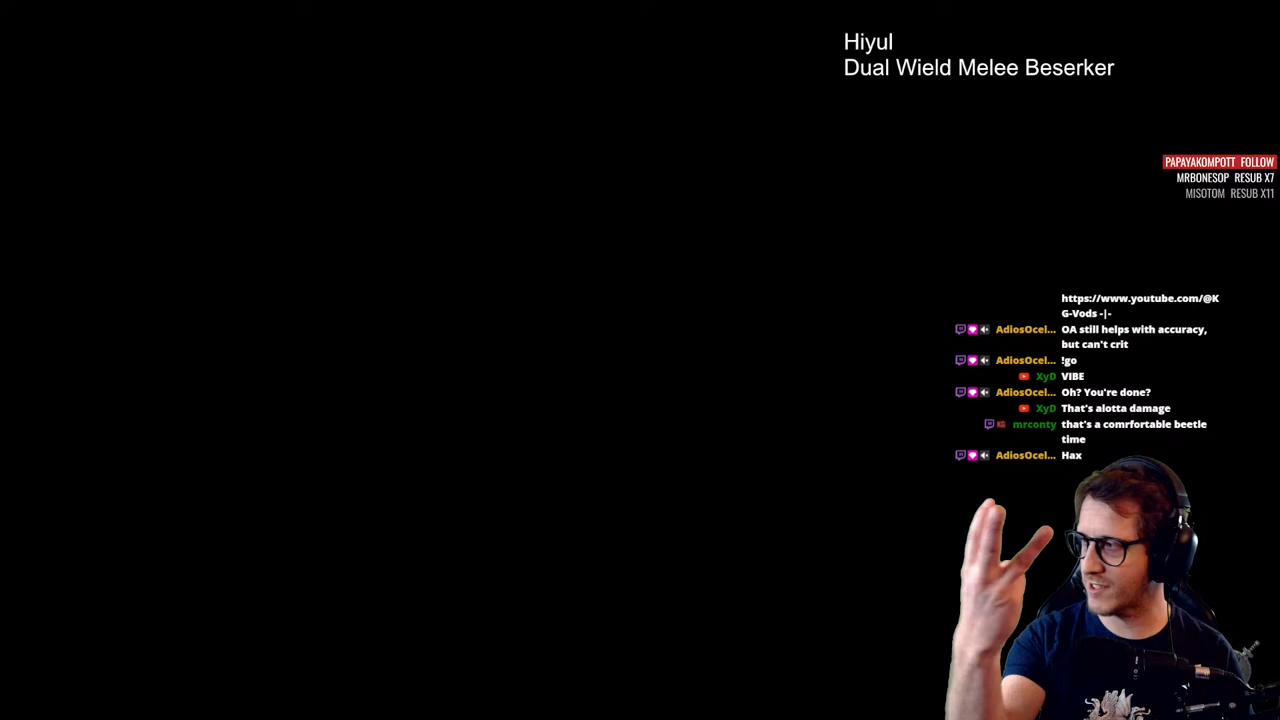 Hiyul
Dual Wield Melee Beserker
PAPAYAKOMPOTT FOLLOW
MRBONESOP RESUB X7
MISOTOM RESUB X11
https://www.youtube.com/@K
G-Vods -|-
AdiosOcel... OA still helps with accuracy,
but can't crit
AdiosOcel... !go
XyD VIBE
AdiosOcel... Oh? You're done?
XyD That's alotta damage
mrconty that's a comrfortable beetle
time
AdiosOcel... Hax